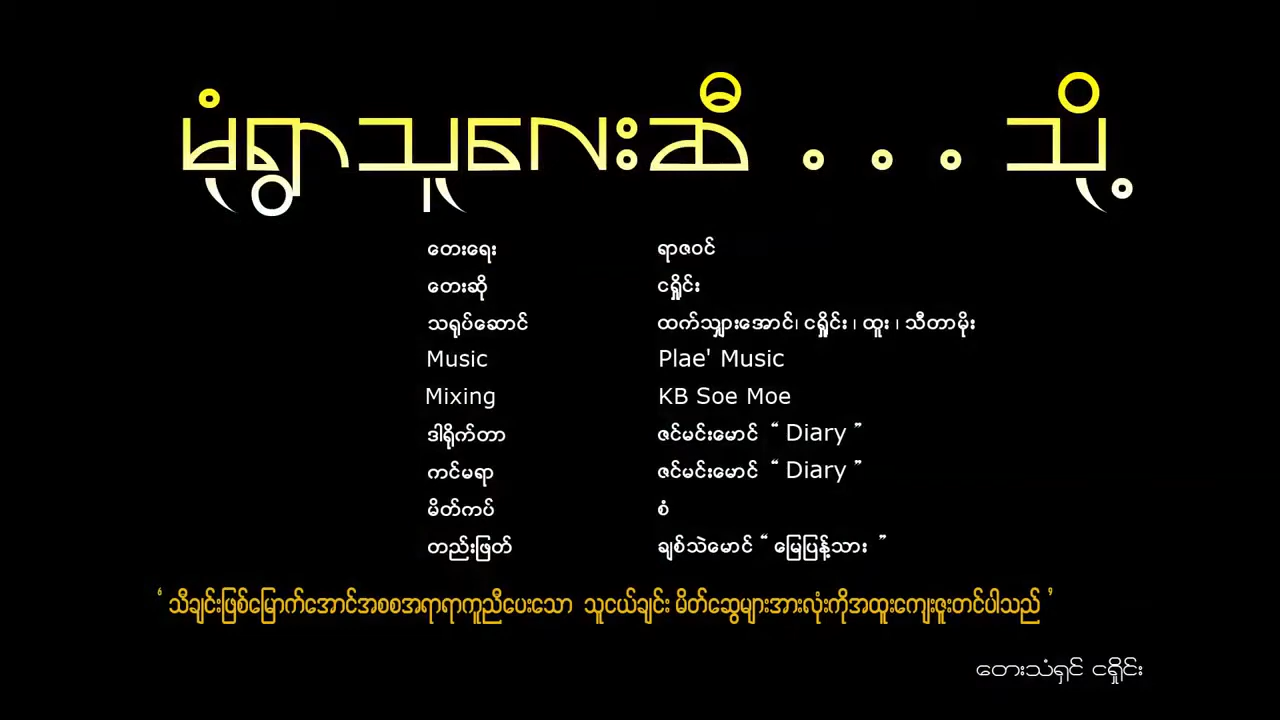 မုံရွာသူလေးဆီ . . . သို့
တေးရေး ရာဇဝင်
တေးဆို ငရှိုင်း
သရုပ်ဆောင် ထက်သျှားအောင်၊ ငရှိုင်း ၊ ထူး ၊ သီတာမိုး
Music Plae' Music
Mixing KB Soe Moe
ဒါရိုက်တာ ဇင်မင်းမောင် “ Diary ”
ကင်မရာ ဇင်မင်းမောင် “ Diary ”
မိတ်ကပ် စံ
တည်းဖြတ် ချစ်သဲမောင် “ မြေပြန့်သား ”
‘ သီချင်းဖြစ်မြောက်အောင်အစစအရာရာကူညီပေးသော သူငယ်ချင်း မိတ်ဆွေများအားလုံးကိုအထူးကျေးဇူးတင်ပါသည် ’
တေးသံရှင် ငရှိုင်း